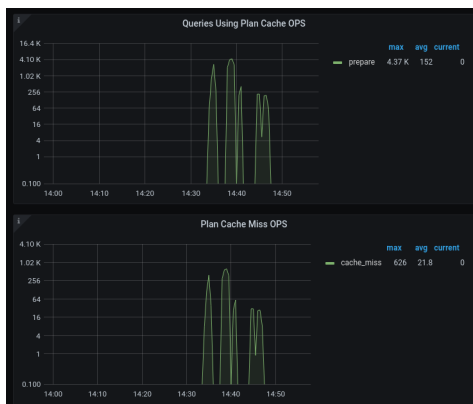 i
Queries Using Plan Cache OPS
max avg current
prepare 4.37 K 152 0
16.4 K
4.10 K
1.02 K
256
64
16
4
1
0.100
14:00 14:10 14:20 14:30 14:40 14:50
i
Plan Cache Miss OPS
max avg current
cache_miss 626 21.8 0
4.10 K
1.02 K
256
64
16
4
1
0.100
14:00 14:10 14:20 14:30 14:40 14:50